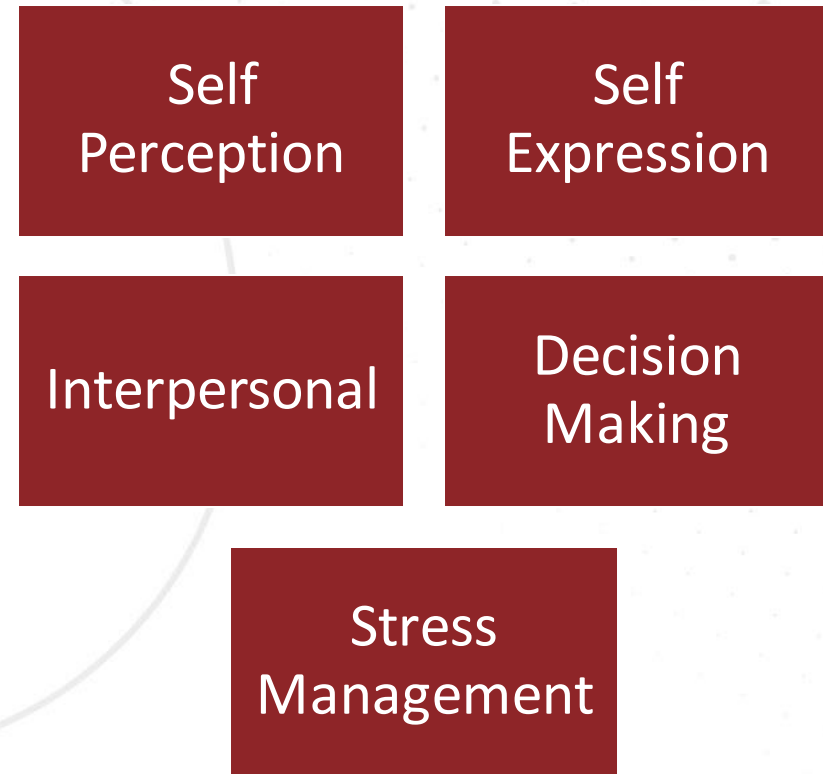 Self
Perception
Self
Expression
Interpersonal
Decision
Making
Stress
Management